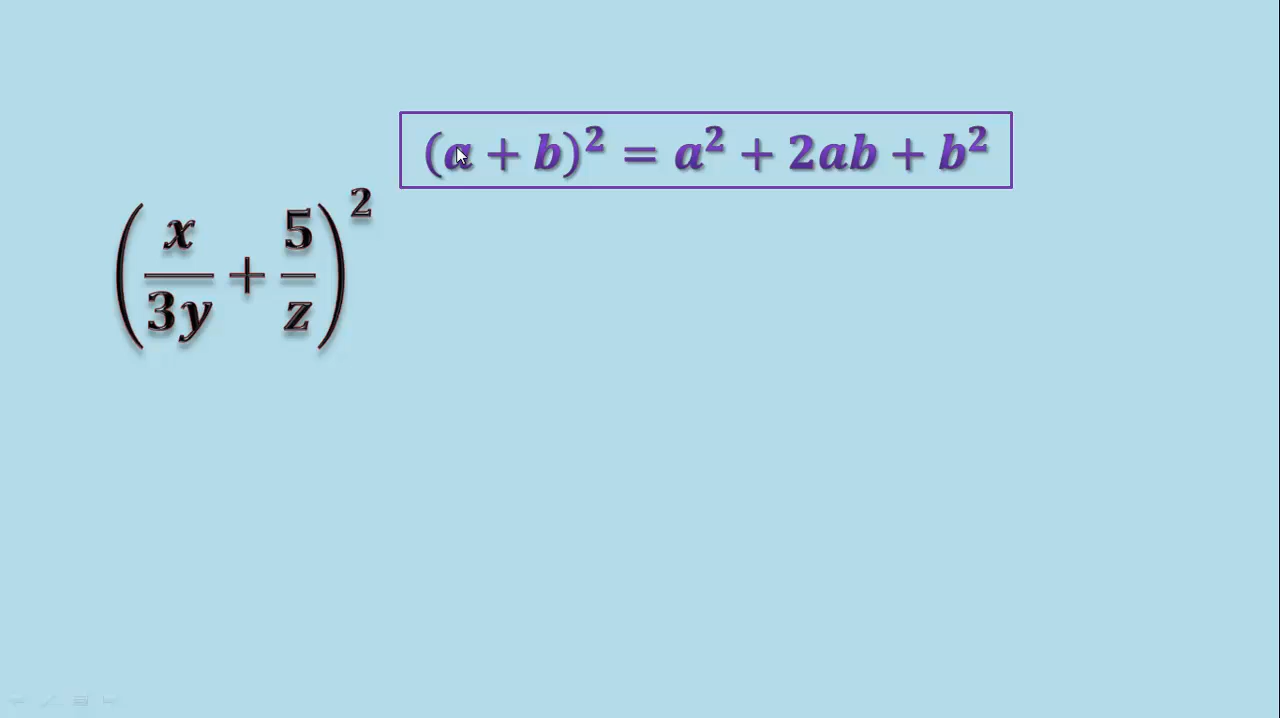 (a + b)² = a² + 2ab + b²
(x/3y + 5/z)²